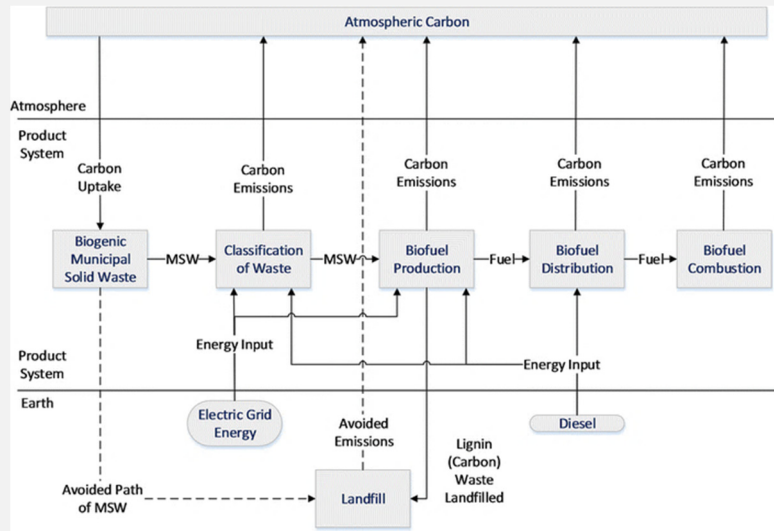 Atmospheric Carbon
Atmosphere
Product
System
Carbon
Uptake
Carbon
Emissions
Carbon
Emissions
Carbon
Emissions
Carbon
Emissions
Biogenic
Municipal
Solid Waste
MSW
Classification
of Waste
MSW
Biofuel
Production
Fuel
Biofuel
Distribution
Fuel
Biofuel
Combustion
Energy Input
Energy Input
Product
System
Earth
Electric Grid
Energy
Avoided
Emissions
Diesel
Lignin
(Carbon)
Waste
Landfilled
Avoided Path
of MSW
Landfill